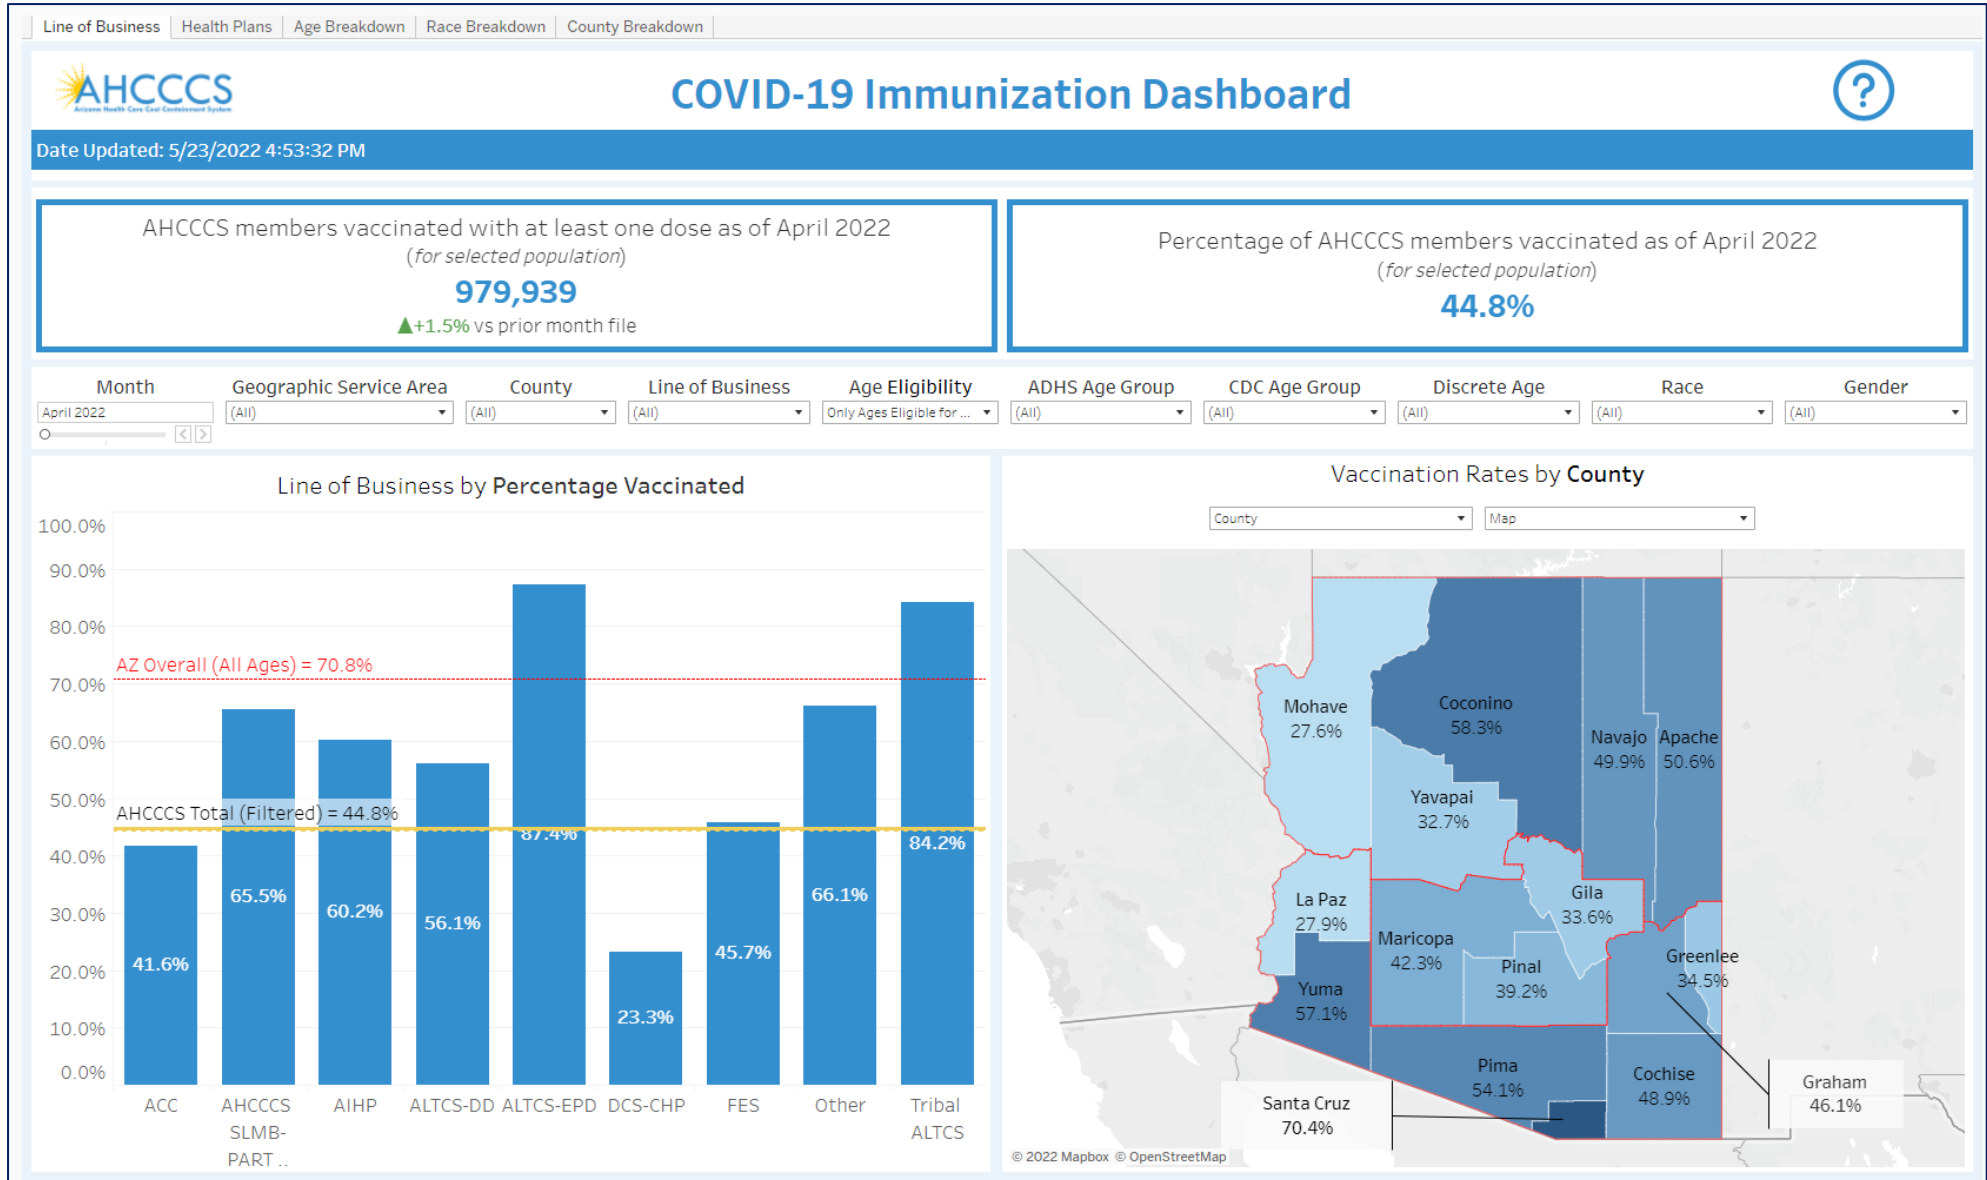 Line of Business
Health Plans
Age Breakdown
Race Breakdown
County Breakdown
AHCCCS
Arizona Health Care Cost Containment System
COVID-19 Immunization Dashboard
?
Date Updated: 5/23/2022 4:53:32 PM
AHCCCS members vaccinated with at least one dose as of April 2022
(for selected population)
979,939
▲+1.5% vs prior month file
Percentage of AHCCCS members vaccinated as of April 2022
(for selected population)
44.8%
Month
April 2022
Geographic Service Area
(All)
County
(All)
Line of Business
(All)
Age Eligibility
Only Ages Eligible for ...
ADHS Age Group
(All)
CDC Age Group
(All)
Discrete Age
(All)
Race
(All)
Gender
(All)
Line of Business by Percentage Vaccinated
100.0%
90.0%
80.0%
70.0%
60.0%
50.0%
40.0%
30.0%
20.0%
10.0%
0.0%
AZ Overall (All Ages) = 70.8%
AHCCCS Total (Filtered) = 44.8%
41.6%
65.5%
60.2%
56.1%
87.4%
23.3%
45.7%
66.1%
84.2%
ACC
AHCCCS
SLMB-
PART ..
AIHP
ALTCS-DD
ALTCS-EPD
DCS-CHP
FES
Other
Tribal
ALTCS
Vaccination Rates by County
County
Map
Mohave
27.6%
Coconino
58.3%
Navajo
49.9%
Apache
50.6%
Yavapai
32.7%
La Paz
27.9%
Gila
33.6%
Maricopa
42.3%
Pinal
39.2%
Greenlee
34.5%
Yuma
57.1%
Pima
54.1%
Cochise
48.9%
Graham
46.1%
Santa Cruz
70.4%
© 2022 Mapbox © OpenStreetMap